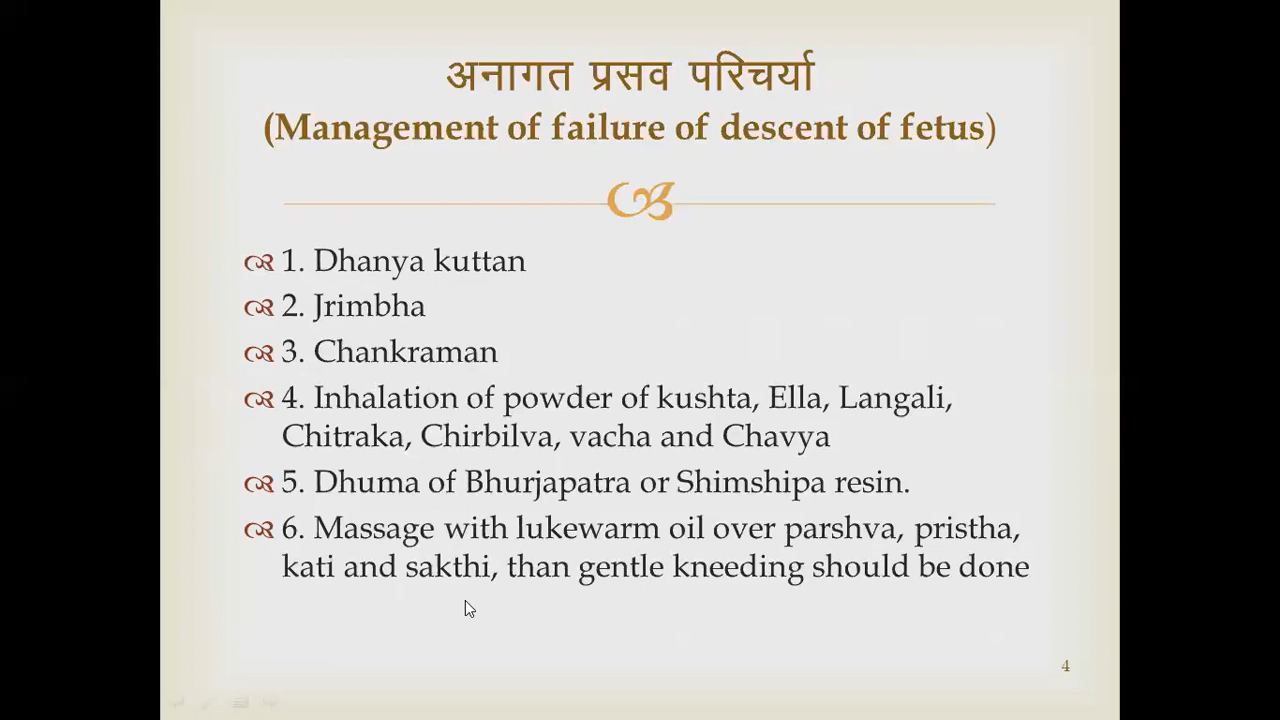 अनागत प्रसव परिचर्या
(Management of failure of descent of fetus)
1. Dhanya kuttan
2. Jrimbha
3. Chankraman
4. Inhalation of powder of kushta, Ella, Langali,
Chitraka, Chirbilva, vacha and Chavya
5. Dhuma of Bhurjapatra or Shimshipa resin.
6. Massage with lukewarm oil over parshva, pristha,
kati and sakthi, than gentle kneeding should be done
4